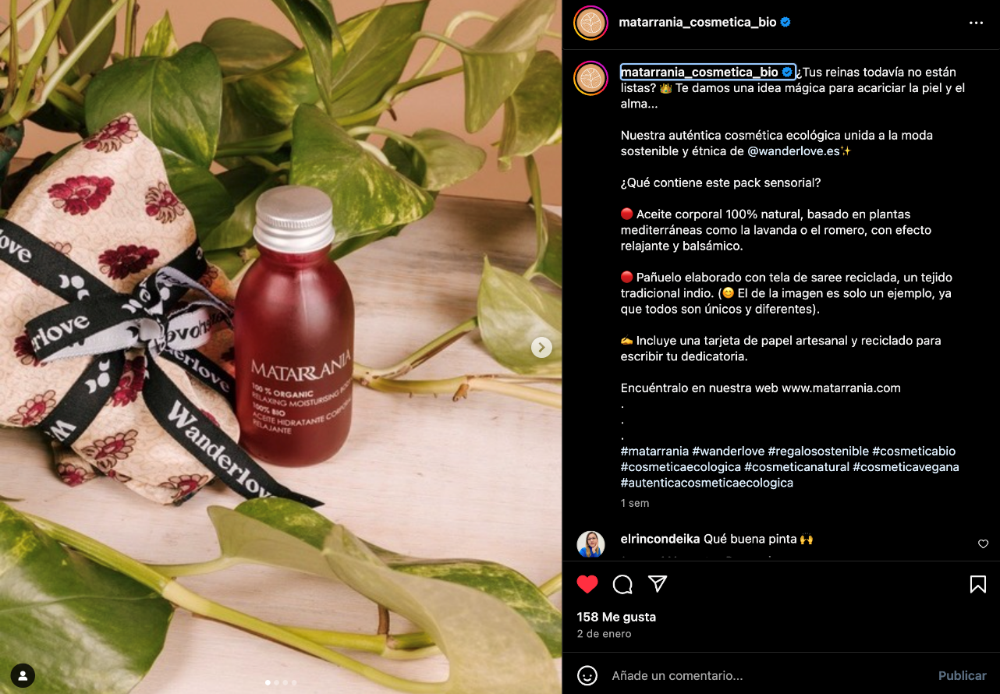 matarrania_cosmetica_bio
matarrania_cosmetica_bio ¿Tus reinas todavía no están
listas? 👑 Te damos una idea mágica para acariciar la piel y el
alma...
Nuestra auténtica cosmética ecológica unida a la moda
sostenible y étnica de @wanderlove.es✨
¿Qué contiene este pack sensorial?
🔴 Aceite corporal 100% natural, basado en plantas
mediterráneas como la lavanda o el romero, con efecto
relajante y balsámico.
🔴 Pañuelo elaborado con tela de saree reciclada, un tejido
tradicional indio. (😊 El de la imagen es solo un ejemplo, ya
que todos son únicos y diferentes).
✍️ Incluye una tarjeta de papel artesanal y reciclado para
escribir tu dedicatoria.
Encuéntralo en nuestra web www.matarrania.com
.
.
.
#matarrania #wanderlove #regalosostenible #cosmeticabio
#cosmeticaecologica #cosmeticanatural #cosmeticavegana
#autenticacosmeticaecologica
1 sem
elrincondeika Qué buena pinta 🙌
158 Me gusta
2 de enero
Añade un comentario...
Publicar
ove
erlove
derlove
W
Wanderlov
MATARRANIA
100 % ORGANIC
RELAXING MOISTURISING BO
100% BIO
ACEITE HIDRATANTE CORPOR
RELAJANTE